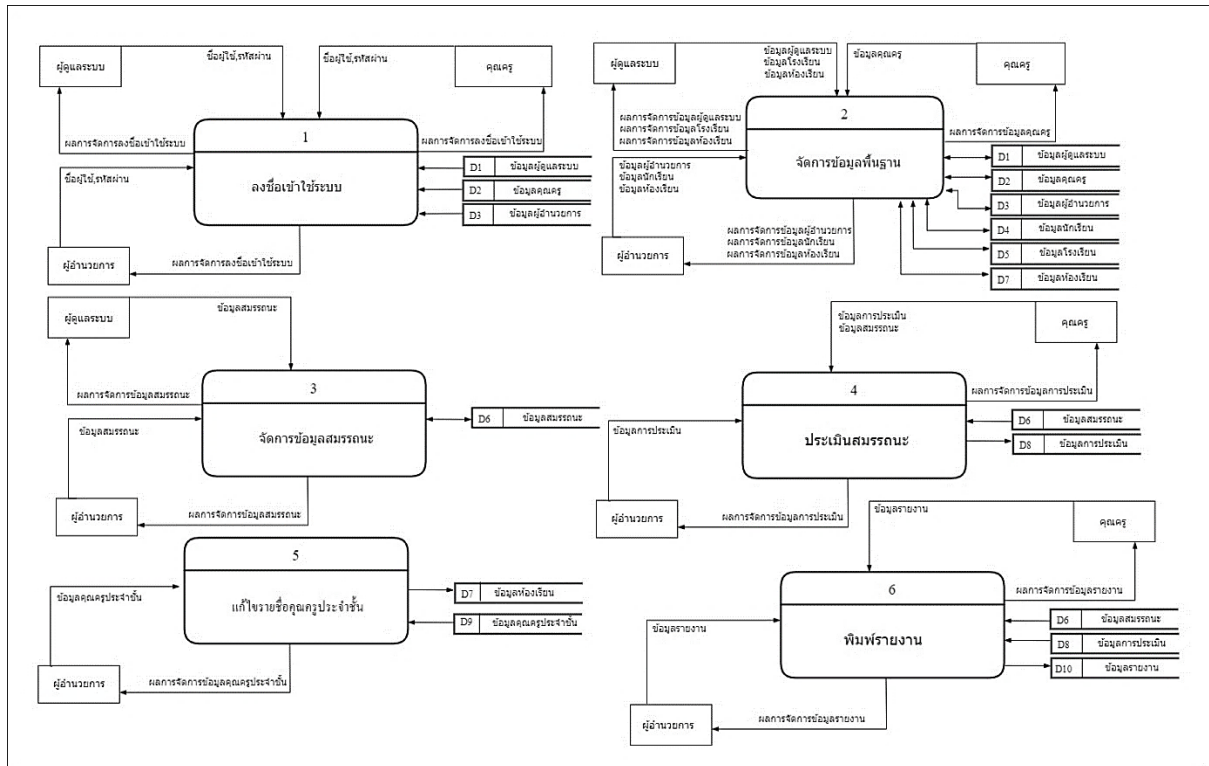 ผู้ดูแลระบบ
ชื่อผู้ใช้,รหัสผ่าน
ชื่อผู้ใช้,รหัสผ่าน
คุณครู
1
ลงชื่อเข้าใช้ระบบ
ผลการจัดการลงชื่อเข้าใช้ระบบ
ผลการจัดการลงชื่อเข้าใช้ระบบ
ชื่อผู้ใช้,รหัสผ่าน
D1 ข้อมูลผู้ดูแลระบบ
D2 ข้อมูลคุณครู
D3 ข้อมูลผู้อำนวยการ
ผู้อำนวยการ
ผลการจัดการลงชื่อเข้าใช้ระบบ
ผู้ดูแลระบบ
ข้อมูลผู้ดูแลระบบ
ข้อมูลโรงเรียน
ข้อมูลห้องเรียน
ข้อมูลคุณครู
คุณครู
2
จัดการข้อมูลพื้นฐาน
ผลการจัดการข้อมูลผู้ดูแลระบบ
ผลการจัดการข้อมูลโรงเรียน
ผลการจัดการข้อมูลห้องเรียน
ผลการจัดการข้อมูลคุณครู
ข้อมูลผู้อำนวยการ
ข้อมูลนักเรียน
ข้อมูลห้องเรียน
D1 ข้อมูลผู้ดูแลระบบ
D2 ข้อมูลคุณครู
D3 ข้อมูลผู้อำนวยการ
D4 ข้อมูลนักเรียน
D5 ข้อมูลโรงเรียน
D7 ข้อมูลห้องเรียน
ผู้อำนวยการ
ผลการจัดการข้อมูลผู้อำนวยการ
ผลการจัดการข้อมูลนักเรียน
ผลการจัดการข้อมูลห้องเรียน
ผู้ดูแลระบบ
ข้อมูลสมรรถนะ
3
จัดการข้อมูลสมรรถนะ
ผลการจัดการข้อมูลสมรรถนะ
ข้อมูลสมรรถนะ
D6 ข้อมูลสมรรถนะ
ผู้อำนวยการ
ผลการจัดการข้อมูลสมรรถนะ
ข้อมูลการประเมิน
ข้อมูลสมรรถนะ
คุณครู
4
ประเมินสมรรถนะ
ผลการจัดการข้อมูลการประเมิน
ข้อมูลการประเมิน
D6 ข้อมูลสมรรถนะ
D8 ข้อมูลการประเมิน
ผู้อำนวยการ
ผลการจัดการข้อมูลการประเมิน
5
แก้ไขรายชื่อคุณครูประจำชั้น
ข้อมูลคุณครูประจำชั้น
D7 ข้อมูลห้องเรียน
D9 ข้อมูลคุณครูประจำชั้น
ผู้อำนวยการ
ผลการจัดการข้อมูลคุณครูประจำชั้น
ข้อมูลรายงาน
คุณครู
6
พิมพ์รายงาน
ผลการจัดการข้อมูลรายงาน
ข้อมูลรายงาน
D6 ข้อมูลสมรรถนะ
D8 ข้อมูลการประเมิน
D10 ข้อมูลรายงาน
ผู้อำนวยการ
ผลการจัดการข้อมูลรายงาน